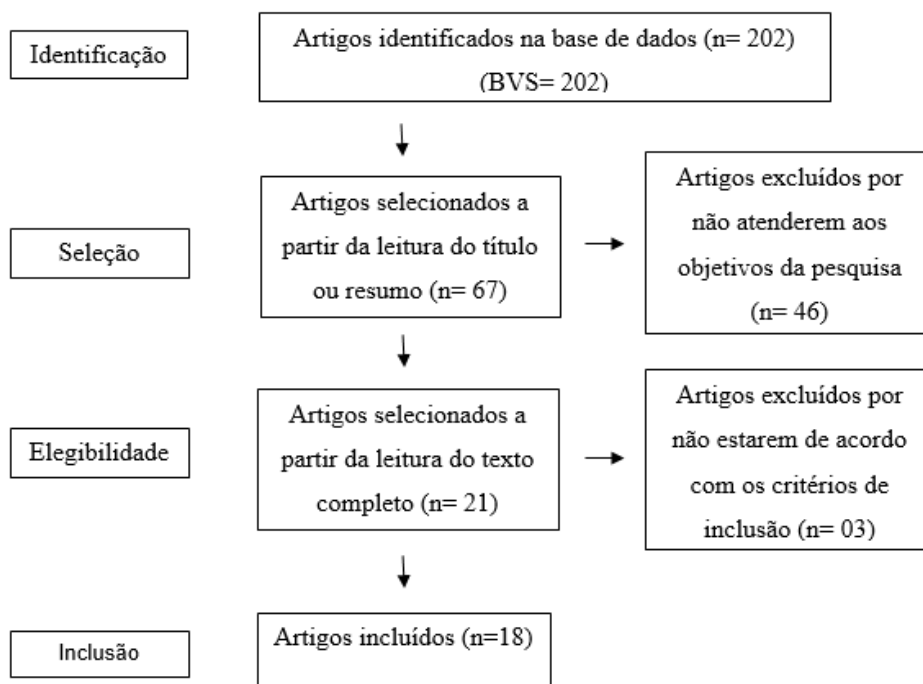 Identificação
Artigos identificados na base de dados (n= 202)
(BVS= 202)
Seleção
Artigos selecionados a
partir da leitura do título
ou resumo (n= 67)
Artigos excluídos por
não atenderem aos
objetivos da pesquisa
(n= 46)
Elegibilidade
Artigos selecionados a
partir da leitura do texto
completo (n= 21)
Artigos excluídos por
não estarem de acordo
com os critérios de
inclusão (n= 03)
Inclusão
Artigos incluídos (n=18)